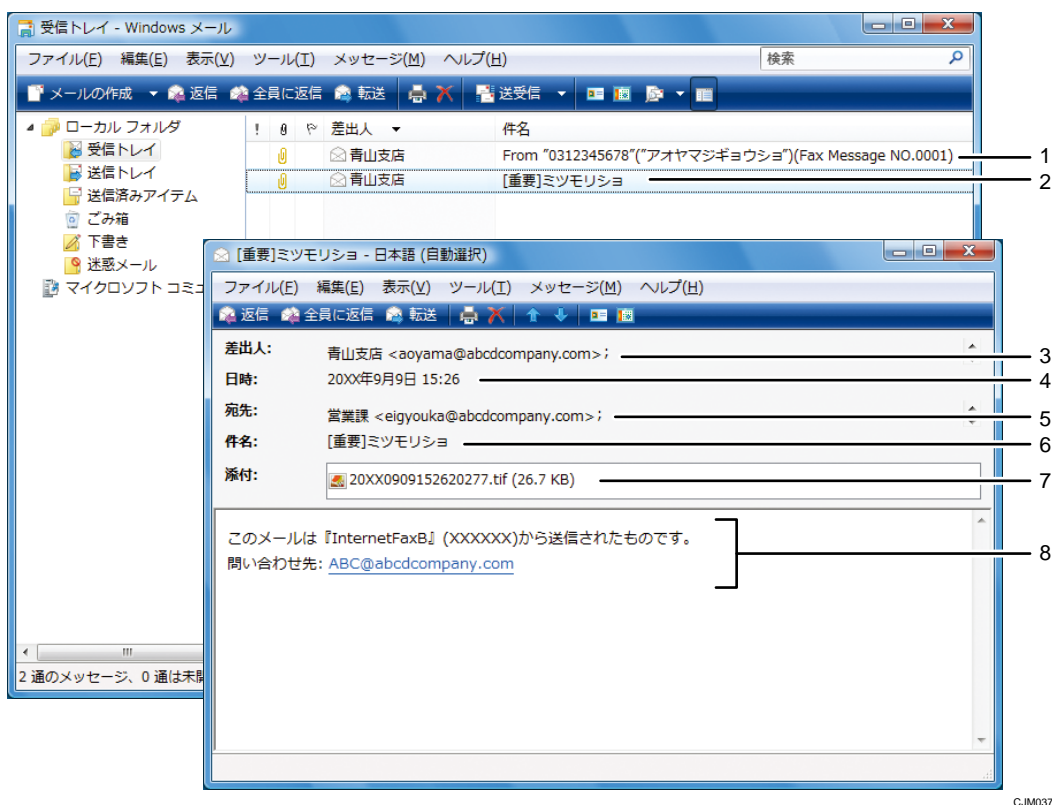 受信トレイ - Windows メール
ファイル(F) 編集(E) 表示(V) ツール(T) メッセージ(M) ヘルプ(H) 検索
メールの作成 返信 全員に返信 転送 送受信
ローカル フォルダ
! 差出人 件名
受信トレイ
青山支店 From "0312345678"("アオヤマジギョウショ")(Fax Message NO.0001) 1
送信トレイ
青山支店 [重要]ミツモリショ 2
送信済みアイテム
ごみ箱
下書き
迷惑メール
マイクロソフト コミュ
2 通のメッセージ、0 通は未開
[重要]ミツモリショ - 日本語 (自動選択)
ファイル(F) 編集(E) 表示(V) ツール(T) メッセージ(M) ヘルプ(H)
返信 全員に返信 転送
差出人: 青山支店 <aoyama@abcdcompany.com>; 3
日時: 20XX年9月9日 15:26 4
宛先: 営業課 <eigyouka@abcdcompany.com>; 5
件名: [重要]ミツモリショ 6
添付: 20XX0909152620277.tif (26.7 KB) 7
このメールは『InternetFaxB』(XXXXXX)から送信されたものです。
問い合わせ先: ABC@abcdcompany.com
8
CJM037